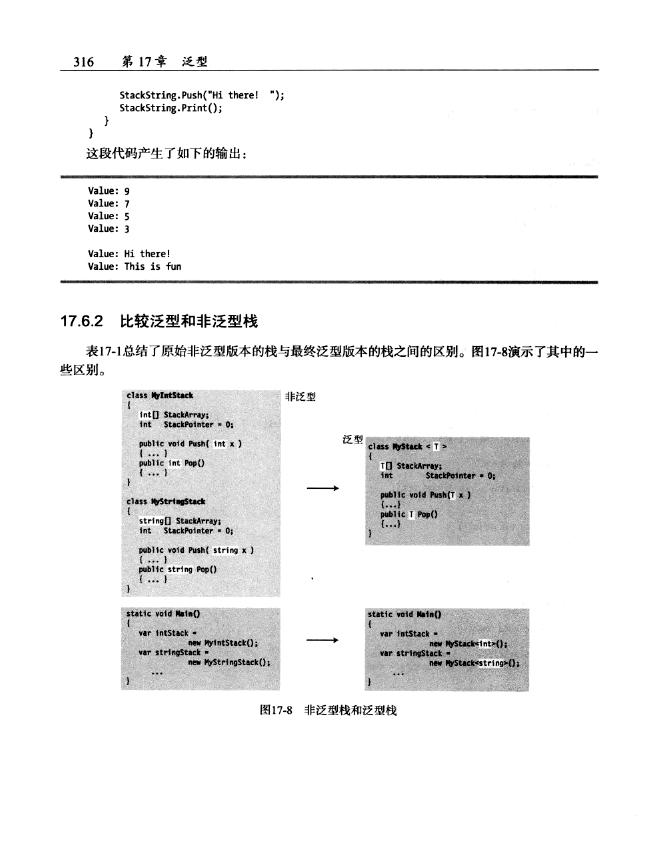 316 第17章 泛型
StackString.Push("Hi there!  ");
StackString.Print();
}
}
这段代码产生了如下的输出：
Value: 9
Value: 7
Value: 5
Value: 3
Value: Hi there!
Value: This is fun
17.6.2 比较泛型和非泛型栈
表17-1总结了原始非泛型版本的栈与最终泛型版本的栈之间的区别。图17-8演示了其中的一
些区别。
非泛型
class MyIntStack
{
int[] StackArray;
int StackPointer = 0;
public void Push( int x )
{ ... }
public int Pop()
{ ... }
}
class MyStringStack
{
string[] StackArray;
int StackPointer = 0;
public void Push( string x )
{ ... }
public string Pop()
{ ... }
}
泛型
class MyStack < T >
{
T[] StackArray;
int StackPointer = 0;
public void Push(T x )
{...}
public T Pop()
{...}
}
static void Main()
{
var intStack =
new MyintStack();
var stringStack =
new MyStringStack();
...
}
static void Main()
{
var intStack =
new MyStack<int>();
var stringStack =
new MyStack<string>();
...
}
图17-8 非泛型栈和泛型栈